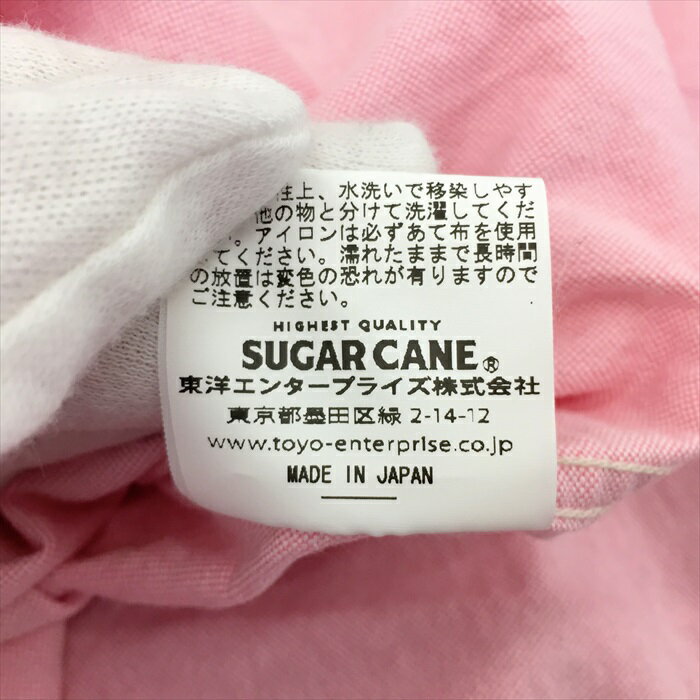 性上、水洗いで移染しやす
他の物と分けて洗濯してくだ
。アイロンは必ずあて布を使用
てください。濡れたままで長時間
の放置は変色の恐れが有りますので
ご注意ください。
HIGHEST QUALITY
SUGAR CANE®
東洋エンタープライズ株式会社
東京都墨田区緑 2-14-12
www.toyo-enterprise.co.jp
MADE IN JAPAN